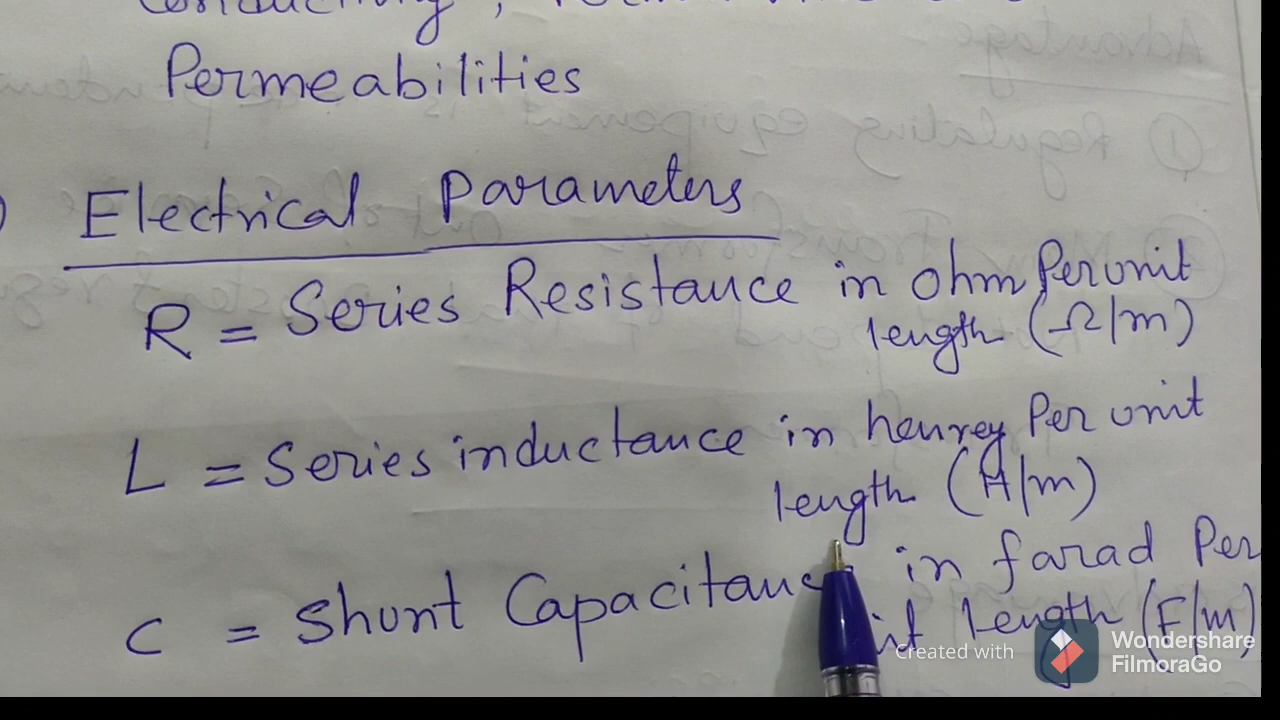 Permeabilities
Electrical Parameters
R = Series Resistance in ohm Per unit
length (Ω/m)
L = Series inductance in henrey Per unit
length (H/m)
C = Shunt Capacitance in farad Per
length (F/m)
Created with
Wondershare
FilmoraGo